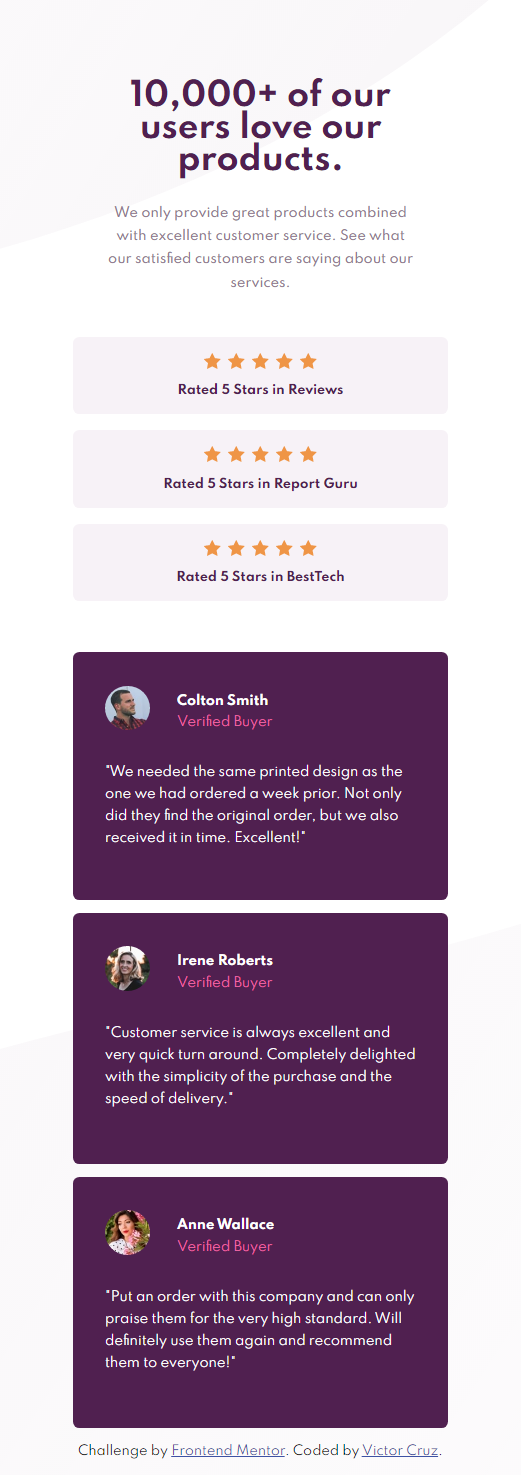 10,000+ of our
users love our
products.
We only provide great products combined
with excellent customer service. See what
our satisfied customers are saying about our
services.
Rated 5 Stars in Reviews
Rated 5 Stars in Report Guru
Rated 5 Stars in BestTech
Colton Smith
Verified Buyer
"We needed the same printed design as the
one we had ordered a week prior. Not only
did they find the original order, but we also
received it in time. Excellent!"
Irene Roberts
Verified Buyer
"Customer service is always excellent and
very quick turn around. Completely delighted
with the simplicity of the purchase and the
speed of delivery."
Anne Wallace
Verified Buyer
"Put an order with this company and can only
praise them for the very high standard. Will
definitely use them again and recommend
them to everyone!"
Challenge by Frontend Mentor. Coded by Victor Cruz.